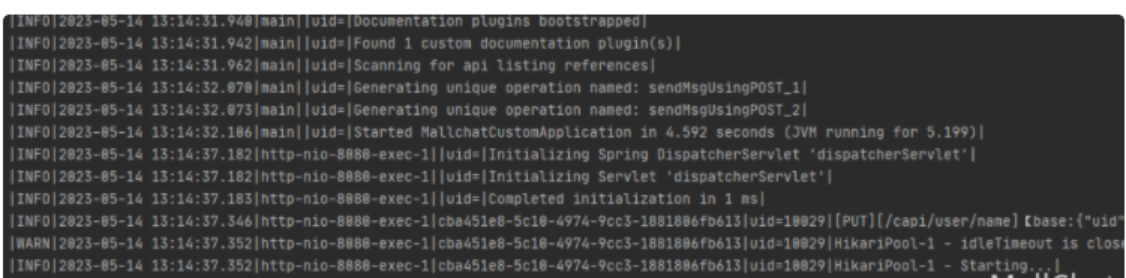 |INFO|2023-05-14 13:14:31.940|main||uid=|Documentation plugins bootstrapped|
|INFO|2023-05-14 13:14:31.942|main||uid=|Found 1 custom documentation plugin(s)|
|INFO|2023-05-14 13:14:31.962|main||uid=|Scanning for api listing references|
|INFO|2023-05-14 13:14:32.070|main||uid=|Generating unique operation named: sendMsgUsingPOST_1|
|INFO|2023-05-14 13:14:32.073|main||uid=|Generating unique operation named: sendMsgUsingPOST_2|
|INFO|2023-05-14 13:14:32.106|main||uid=|Started MallchatCustomApplication in 4.592 seconds (JVM running for 5.199)|
|INFO|2023-05-14 13:14:37.182|http-nio-8080-exec-1||uid=|Initializing Spring DispatcherServlet 'dispatcherServlet'|
|INFO|2023-05-14 13:14:37.182|http-nio-8080-exec-1||uid=|Initializing Servlet 'dispatcherServlet'|
|INFO|2023-05-14 13:14:37.183|http-nio-8080-exec-1||uid=|Completed initialization in 1 ms|
|INFO|2023-05-14 13:14:37.346|http-nio-8080-exec-1|cba451e8-5c10-4974-9cc3-1881806fb613|uid=10029|[PUT][/capi/user/name]【base:{"uid"
|WARN|2023-05-14 13:14:37.352|http-nio-8080-exec-1|cba451e8-5c10-4974-9cc3-1881806fb613|uid=10029|HikariPool-1 - idleTimeout is close
|INFO|2023-05-14 13:14:37.352|http-nio-8080-exec-1|cba451e8-5c10-4974-9cc3-1881806fb613|uid=10029|HikariPool-1 - Starting...|